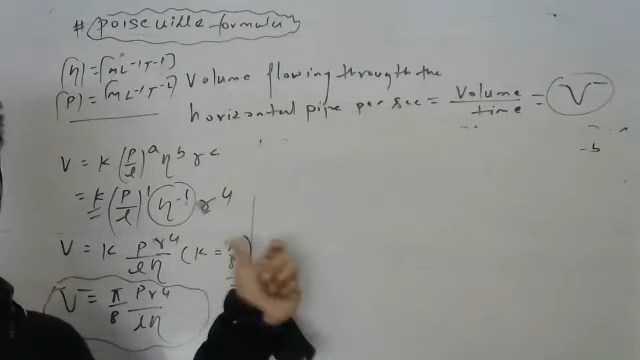 # poiseuille formula
[η] = [ML⁻¹T⁻¹]
[P] = [ML⁻¹T⁻²]
Volume flowing through the
horizontal pipe per sec = Volume / time = V
V = K (P/l)ᵃ ηᵇ rᶜ
= K (P/l)¹ η⁻¹ r⁴
V = K Pr⁴/lη (K =
V = π/8 Pr⁴/lη